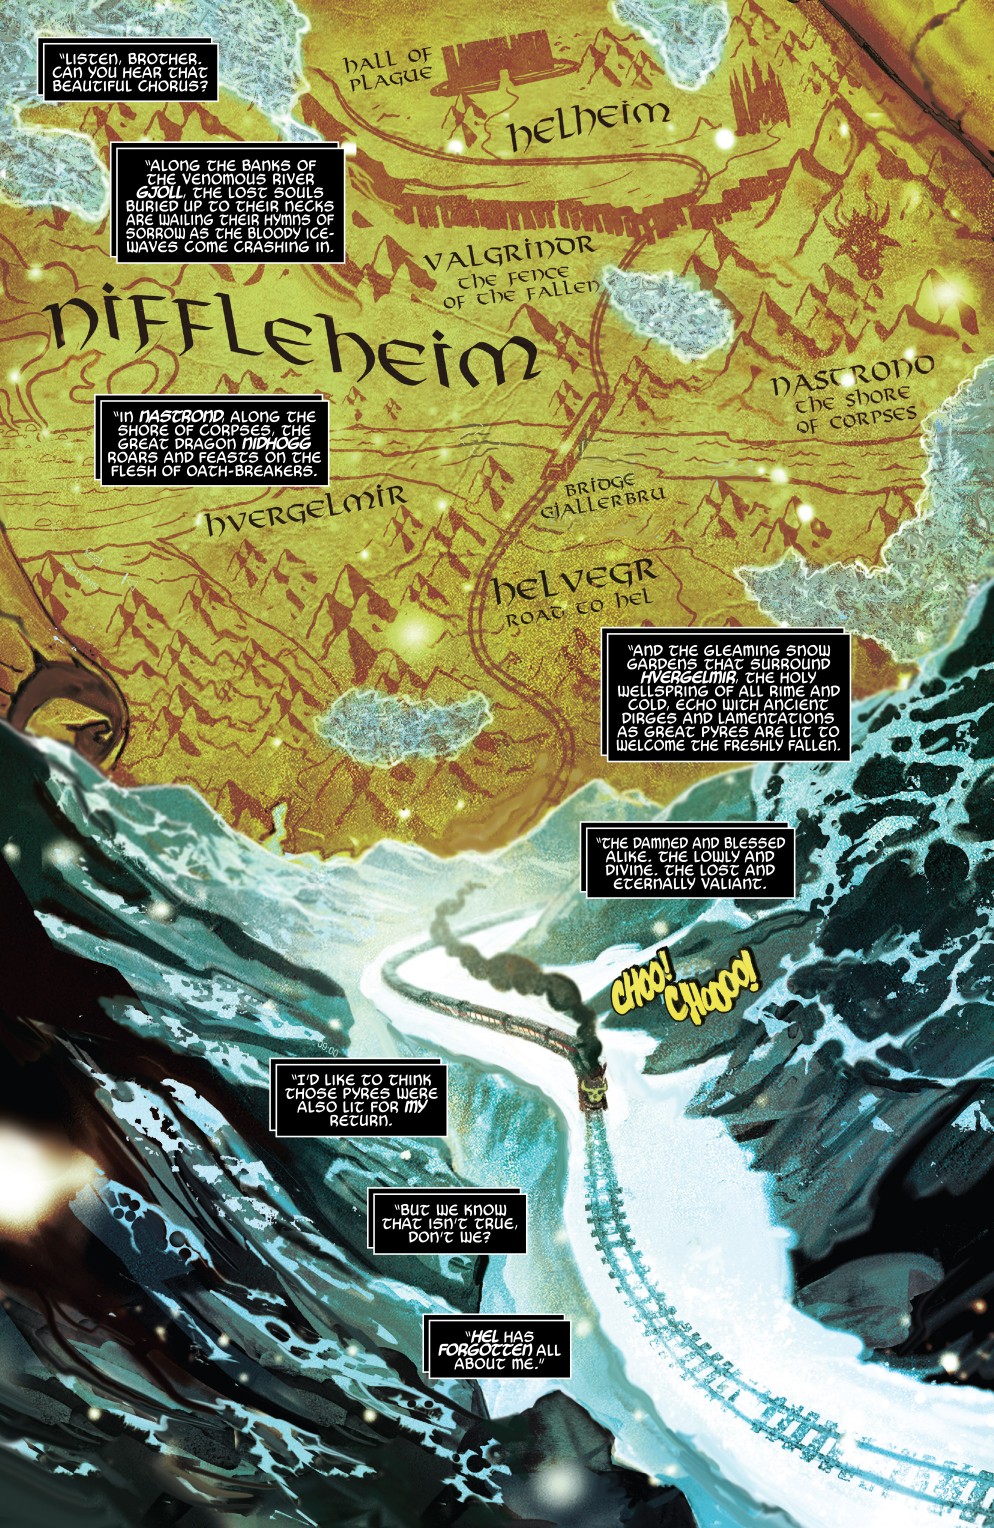 "LISTEN, BROTHER.
CAN YOU HEAR THAT
BEAUTIFUL CHORUS?
HALL OF
PLAGUE
HELHEIM
"ALONG THE BANKS OF
THE VENOMOUS RIVER
GJOLL, THE LOST SOULS
BURIED UP TO THEIR NECKS
ARE WAILING THEIR HYMNS OF
SORROW AS THE BLOODY ICE-
WAVES COME CRASHING IN.
VALGRINDR
THE FENCE
OF THE FALLEN
NIFFLEHEIM
NASTROND
THE SHORE
OF CORPSES
"IN NASTROND, ALONG THE
SHORE OF CORPSES, THE
GREAT DRAGON NIDHOGG
ROARS AND FEASTS ON THE
FLESH OF OATH-BREAKERS.
HVERGELMIR
BRIDGE
GJALLERBRU
HELVEGR
ROAD TO HEL
"AND THE GLEAMING SNOW
GARDENS THAT SURROUND
HVERGELMIR, THE HOLY
WELLSPRING OF ALL RIME AND
COLD, ECHO WITH ANCIENT
DIRGES AND LAMENTATIONS
AS GREAT PYRES ARE LIT TO
WELCOME THE FRESHLY FALLEN.
"THE DAMNED AND BLESSED
ALIKE. THE LOWLY AND
DIVINE. THE LOST AND
ETERNALLY VALIANT.
CHOO!
CHOOOO!
"I'D LIKE TO THINK
THOSE PYRES WERE
ALSO LIT FOR MY
RETURN.
"BUT WE KNOW
THAT ISN'T TRUE,
DON'T WE?
"HEL HAS
FORGOTTEN ALL
ABOUT ME."